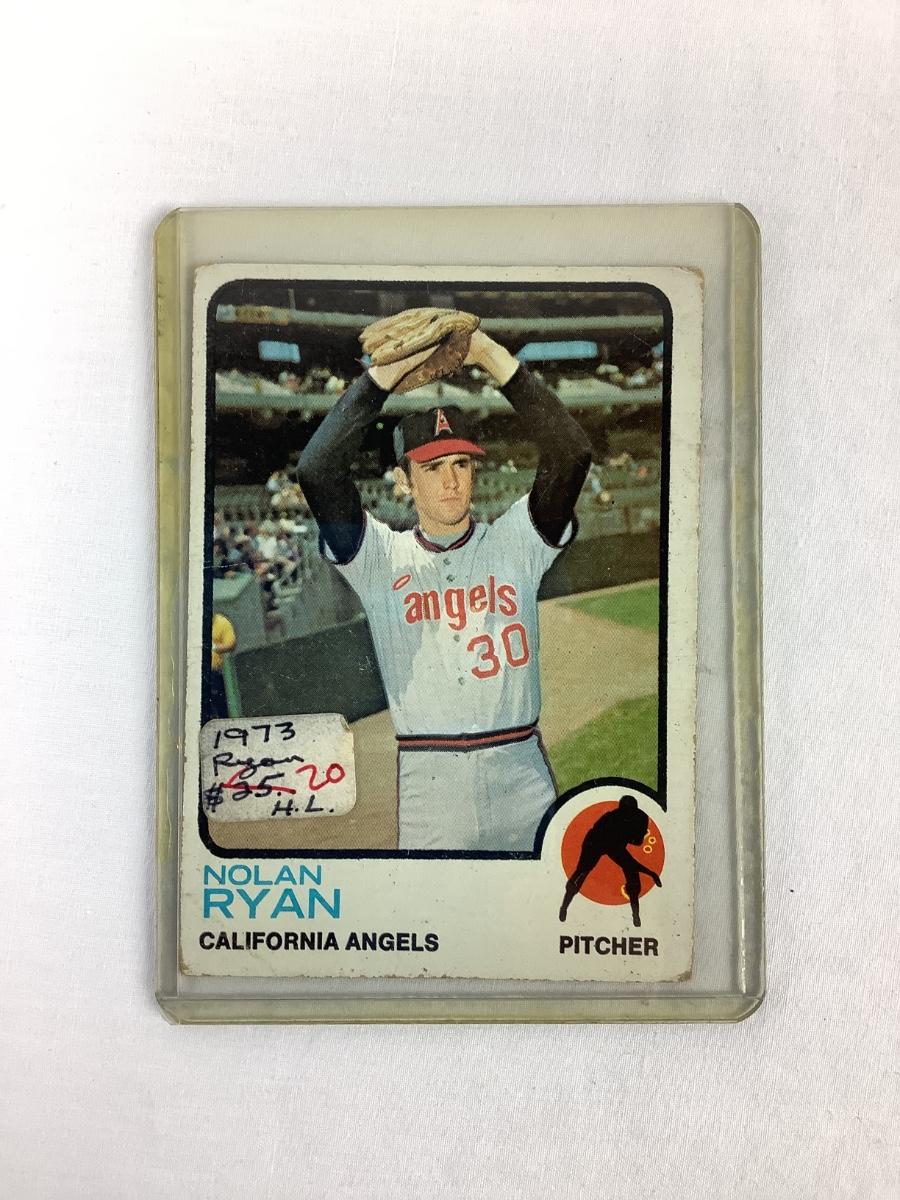 A
angels
30
1973
Ryan
$25. 20
H.L.
NOLAN
RYAN
CALIFORNIA ANGELS
PITCHER